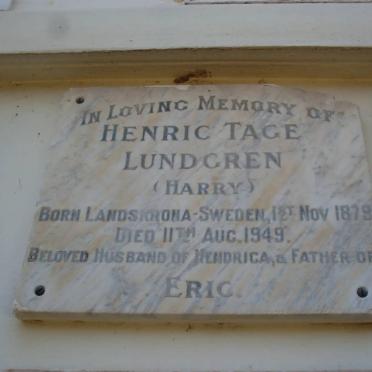 In Loving Memory of
Henric Tage
Lundgren
(Harry)
Born Landskrona-Sweden, 1st Nov 1879
Died 11th Aug. 1949.
Beloved Husband of Hendrica, & Father of
Eric.